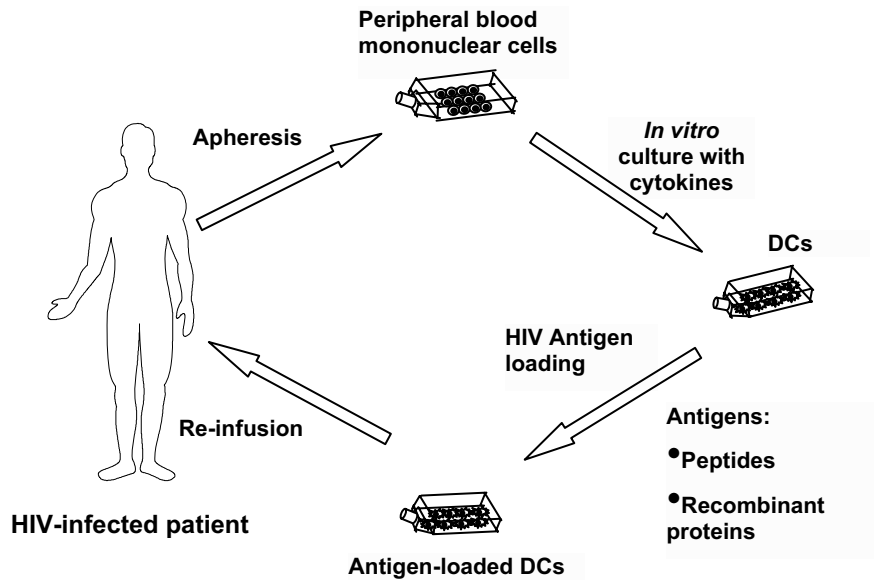 Peripheral blood
mononuclear cells
Apheresis
In vitro
culture with
cytokines
DCs
HIV Antigen
loading
Antigens:
●Peptides
●Recombinant
proteins
Re-infusion
HIV-infected patient
Antigen-loaded DCs